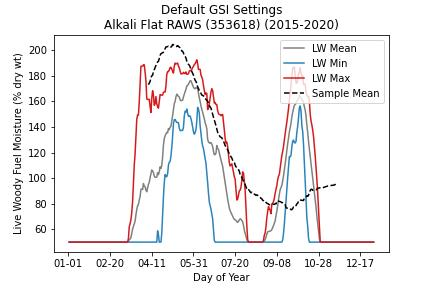 Default GSI Settings
Alkali Flat RAWS (353618) (2015-2020)
Live Woody Fuel Moisture (% dry wt)
200
180
160
140
120
100
80
60
LW Mean
LW Min
LW Max
Sample Mean
01-01 02-20 04-11 05-31 07-20 09-08 10-28 12-17
Day of Year